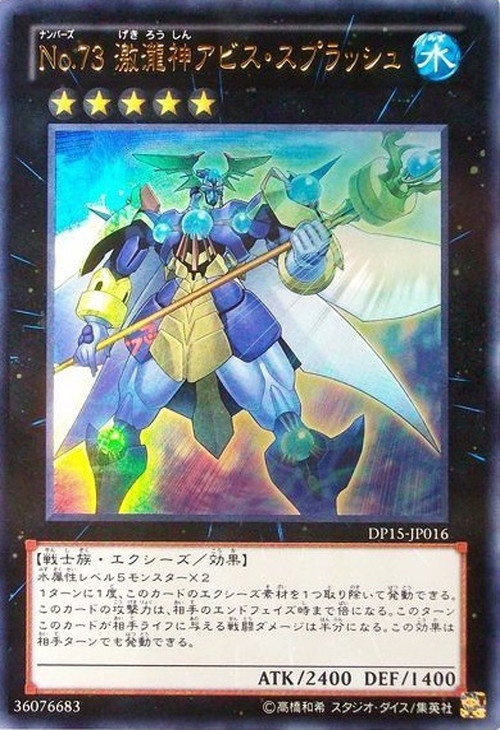 ナンバーズ げきろうしん
No.73 激瀧神アビス・スプラッシュ
水
DP15-JP016
【戦士族・エクシーズ/効果】
水属性レベル5モンスター×2
1ターンに1度、このカードのエクシーズ素材を1つ取り除いて発動できる。
このカードの攻撃力は、相手のエンドフェイズ時まで倍になる。このターン
このカードが相手ライフに与える戦闘ダメージは半分になる。この効果は
相手ターンでも発動できる。
ATK/2400 DEF/1400
36076683
©高橋和希 スタジオ・ダイス/集英社